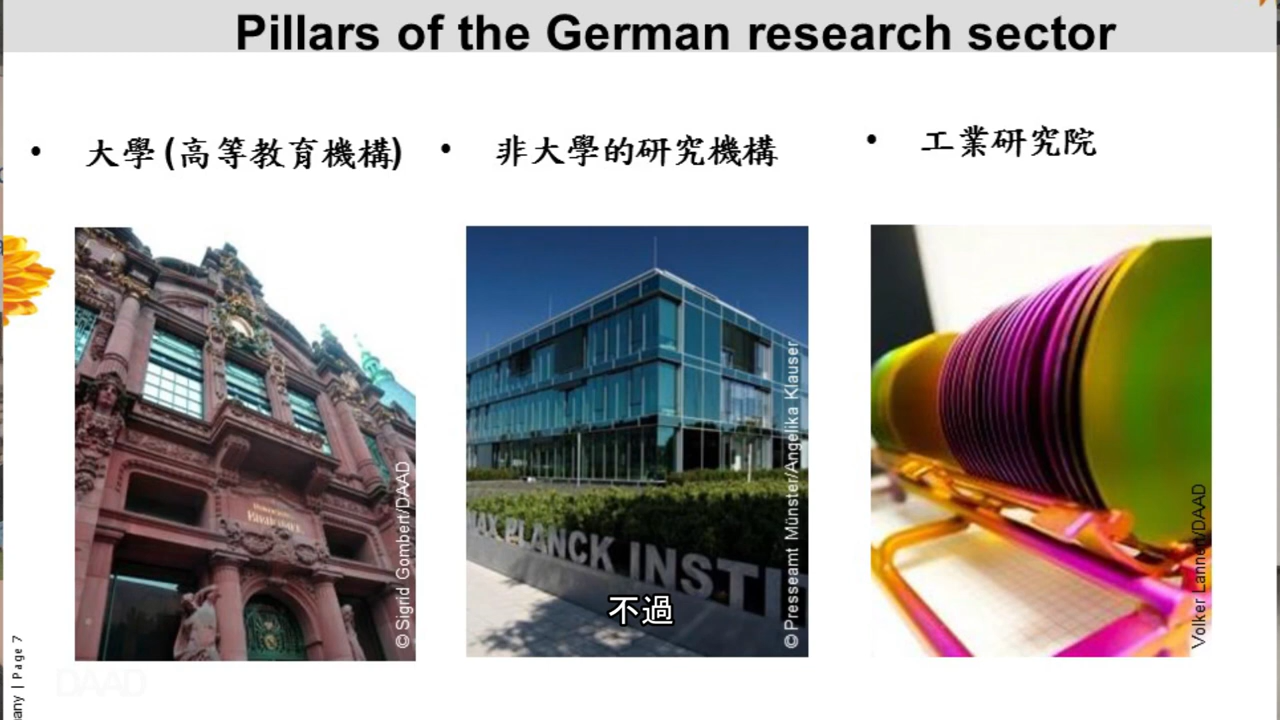 Pillars of the German research sector
• 大學 (高等教育機構)
• 非大學的研究機構
• 工業研究院
© Sigrid Gombert/DAAD
MAX PLANCK INSTI
© Presseamt Münster/Angelika Klauser
Volker Lannert/DAAD
不過
any | Page 7
DAAD